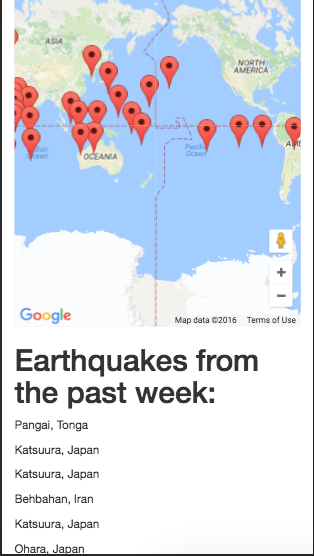 ASIA
NORTH
AMERICA
Pacific
Ocean
OCEANIA
Ocean
Google
Map data ©2016 Terms of Use
Earthquakes from
the past week:
Pangai, Tonga
Katsuura, Japan
Katsuura, Japan
Behbahan, Iran
Katsuura, Japan
Ohara, Japan